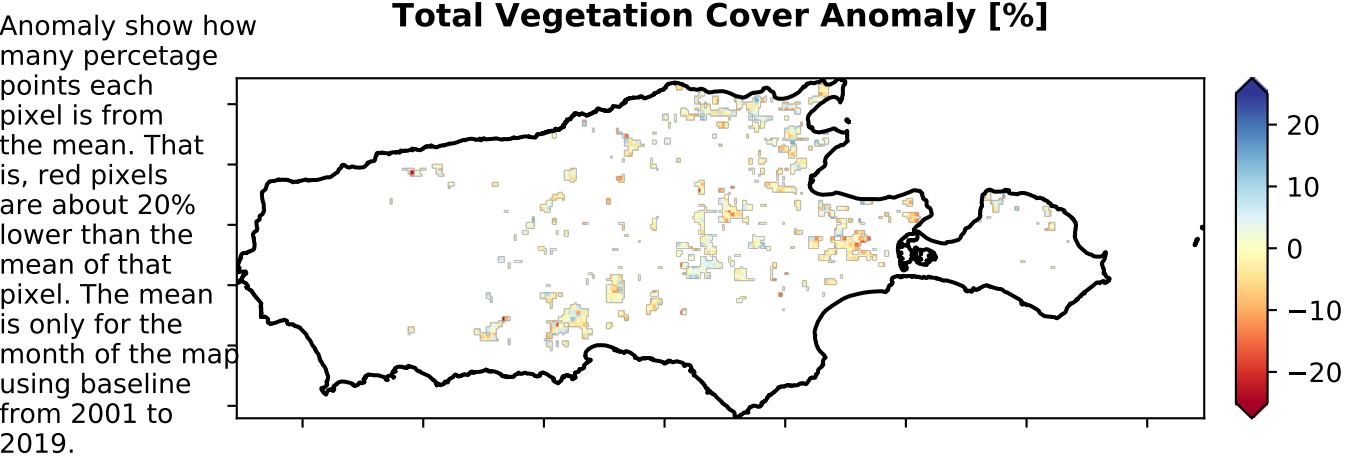 Total Vegetation Cover Anomaly [%]
Anomaly show how
many percetage
points each
pixel is from
the mean. That
is, red pixels
are about 20%
lower than the
mean of that
pixel. The mean
is only for the
month of the map
using baseline
from 2001 to
2019.
20
10
0
−10
−20